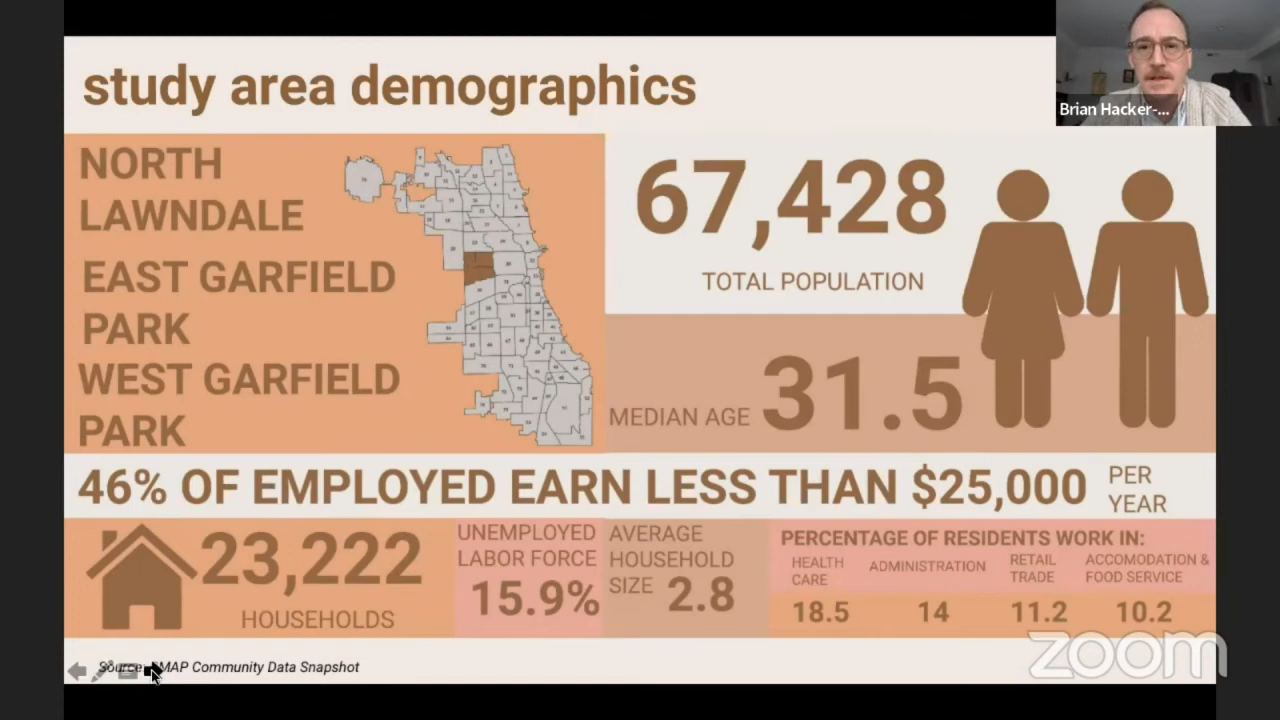 study area demographics
Brian Hacker-...
NORTH
LAWNDALE
EAST GARFIELD
PARK
WEST GARFIELD
PARK
67,428
TOTAL POPULATION
MEDIAN AGE 31.5
46% OF EMPLOYED EARN LESS THAN $25,000 PER
YEAR
23,222
HOUSEHOLDS
UNEMPLOYED
LABOR FORCE
15.9%
AVERAGE
HOUSEHOLD
SIZE 2.8
PERCENTAGE OF RESIDENTS WORK IN:
HEALTH
CARE
18.5
ADMINISTRATION
14
RETAIL
TRADE
11.2
ACCOMODATION &
FOOD SERVICE
10.2
zoom
Source: MAP Community Data Snapshot